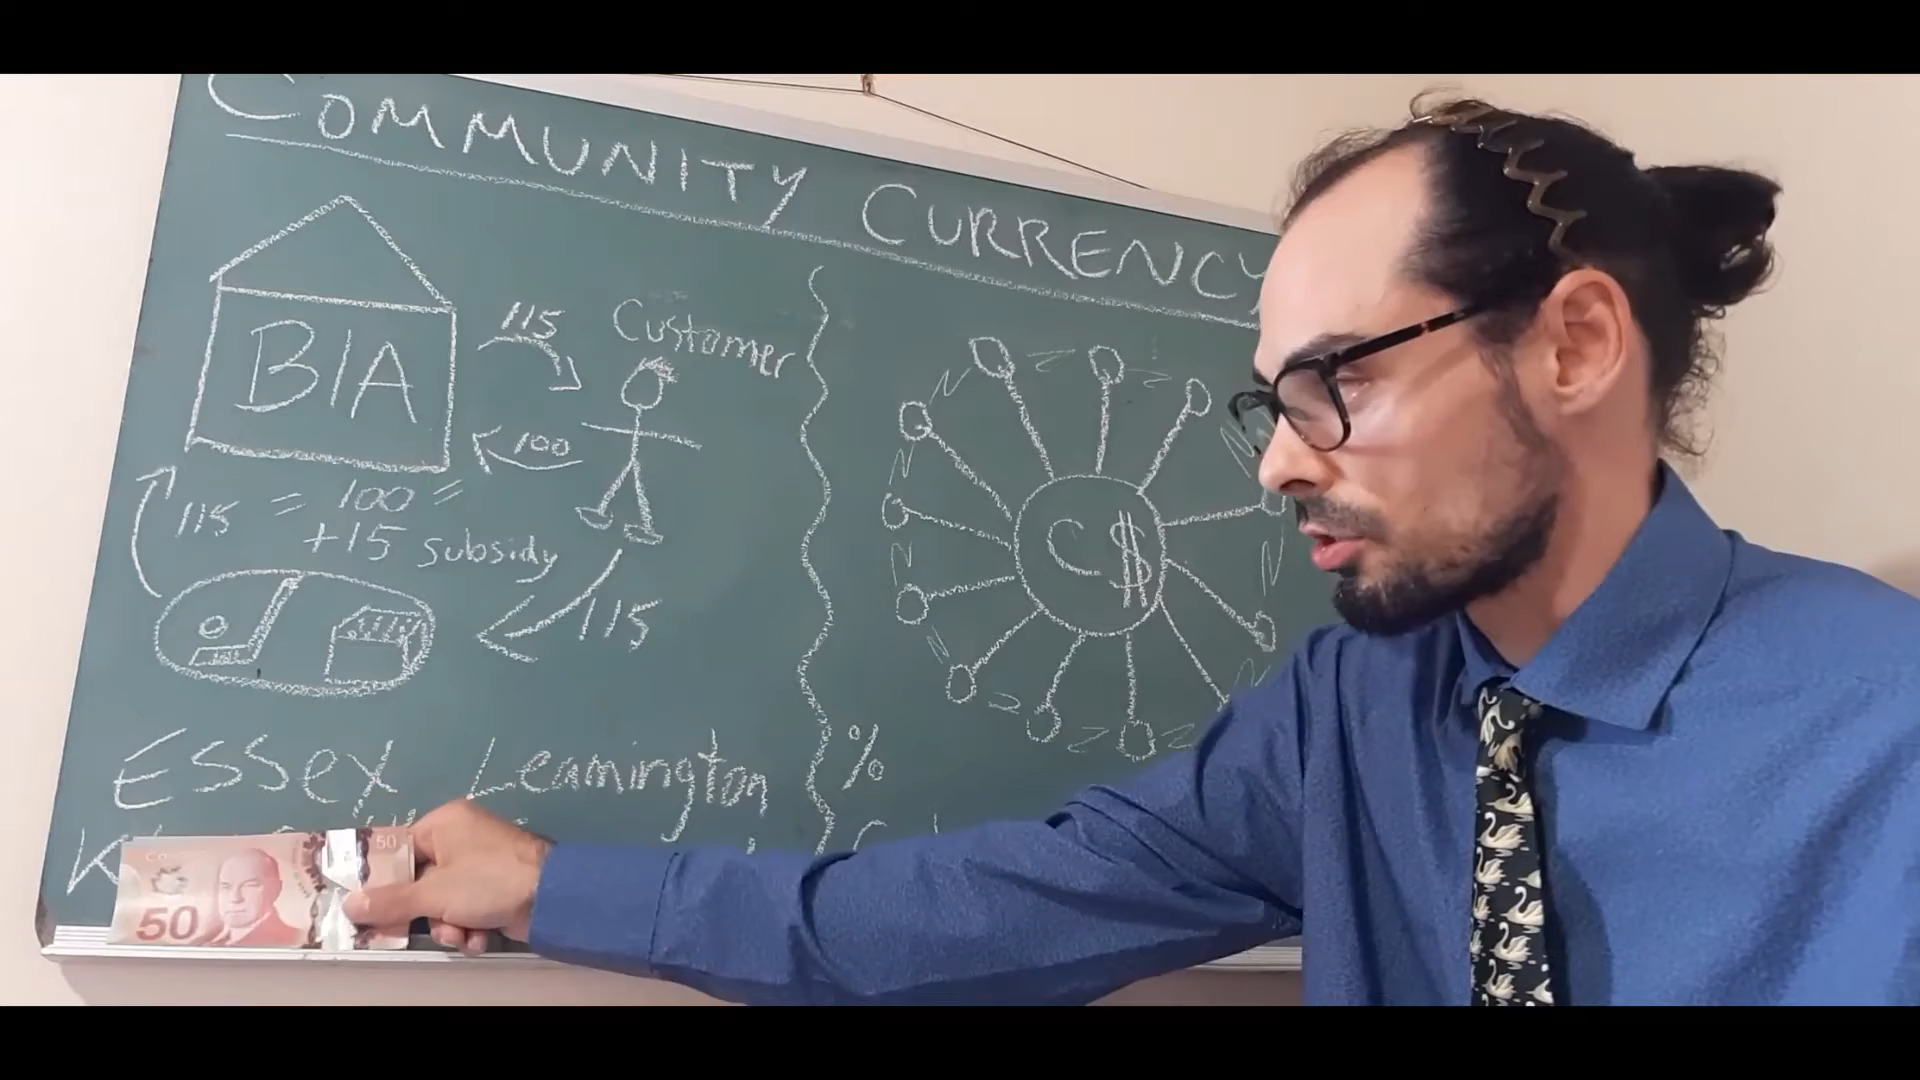 COMMUNITY CURRENCY
BIA
115
Customer
100
115 = 100 =
+15 subsidy
115
Essex Leamington
C$
%
50
50